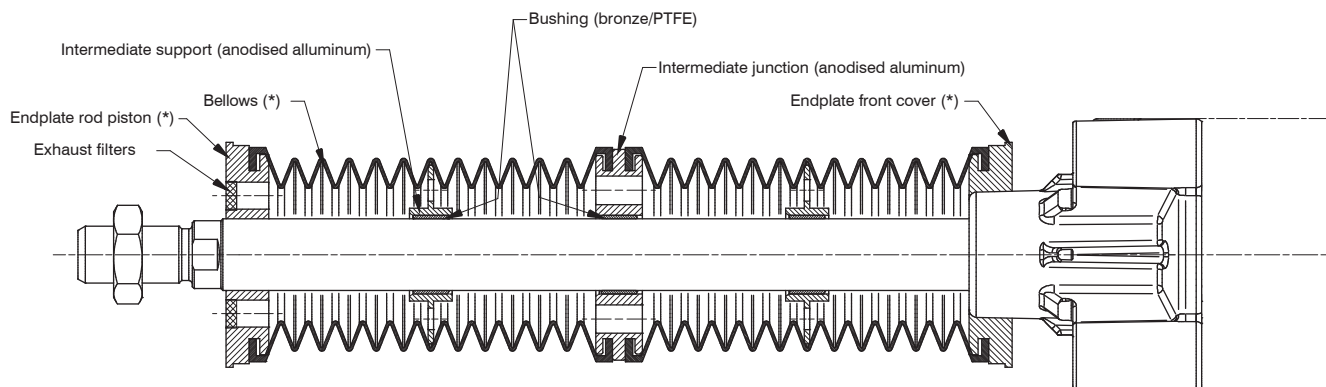 Bushing (bronze/PTFE)
Intermediate support (anodised alluminum)
Intermediate junction (anodised aluminum)
Bellows (*)
Endplate front cover (*)
Endplate rod piston (*)
Exhaust filters